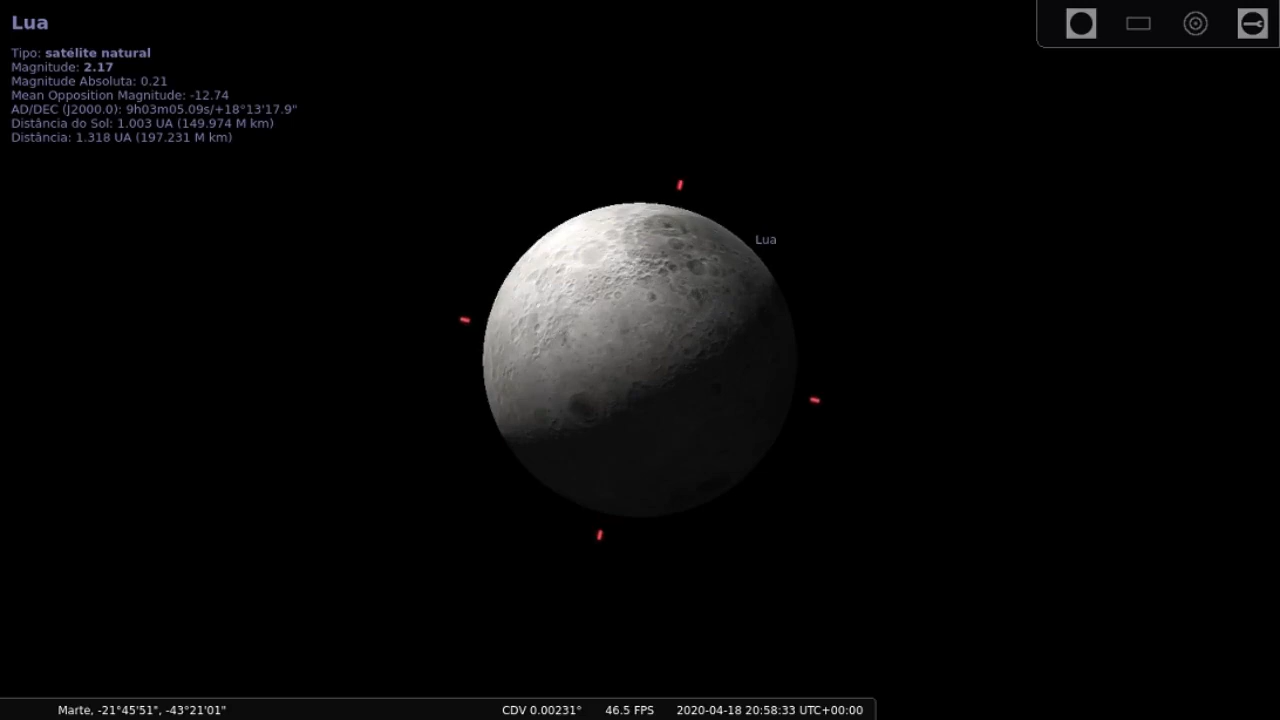 Lua
Tipo: satélite natural
Magnitude: 2.17
Magnitude Absoluta: 0.21
Mean Opposition Magnitude: -12.74
AD/DEC (J2000.0): 9h03m05.09s/+18°13'17.9"
Distância do Sol: 1.003 UA (149.974 M km)
Distância: 1.318 UA (197.231 M km)
Lua
Marte, -21°45'51", -43°21'01" CDV 0.00231° 46.5 FPS 2020-04-18 20:58:33 UTC+00:00